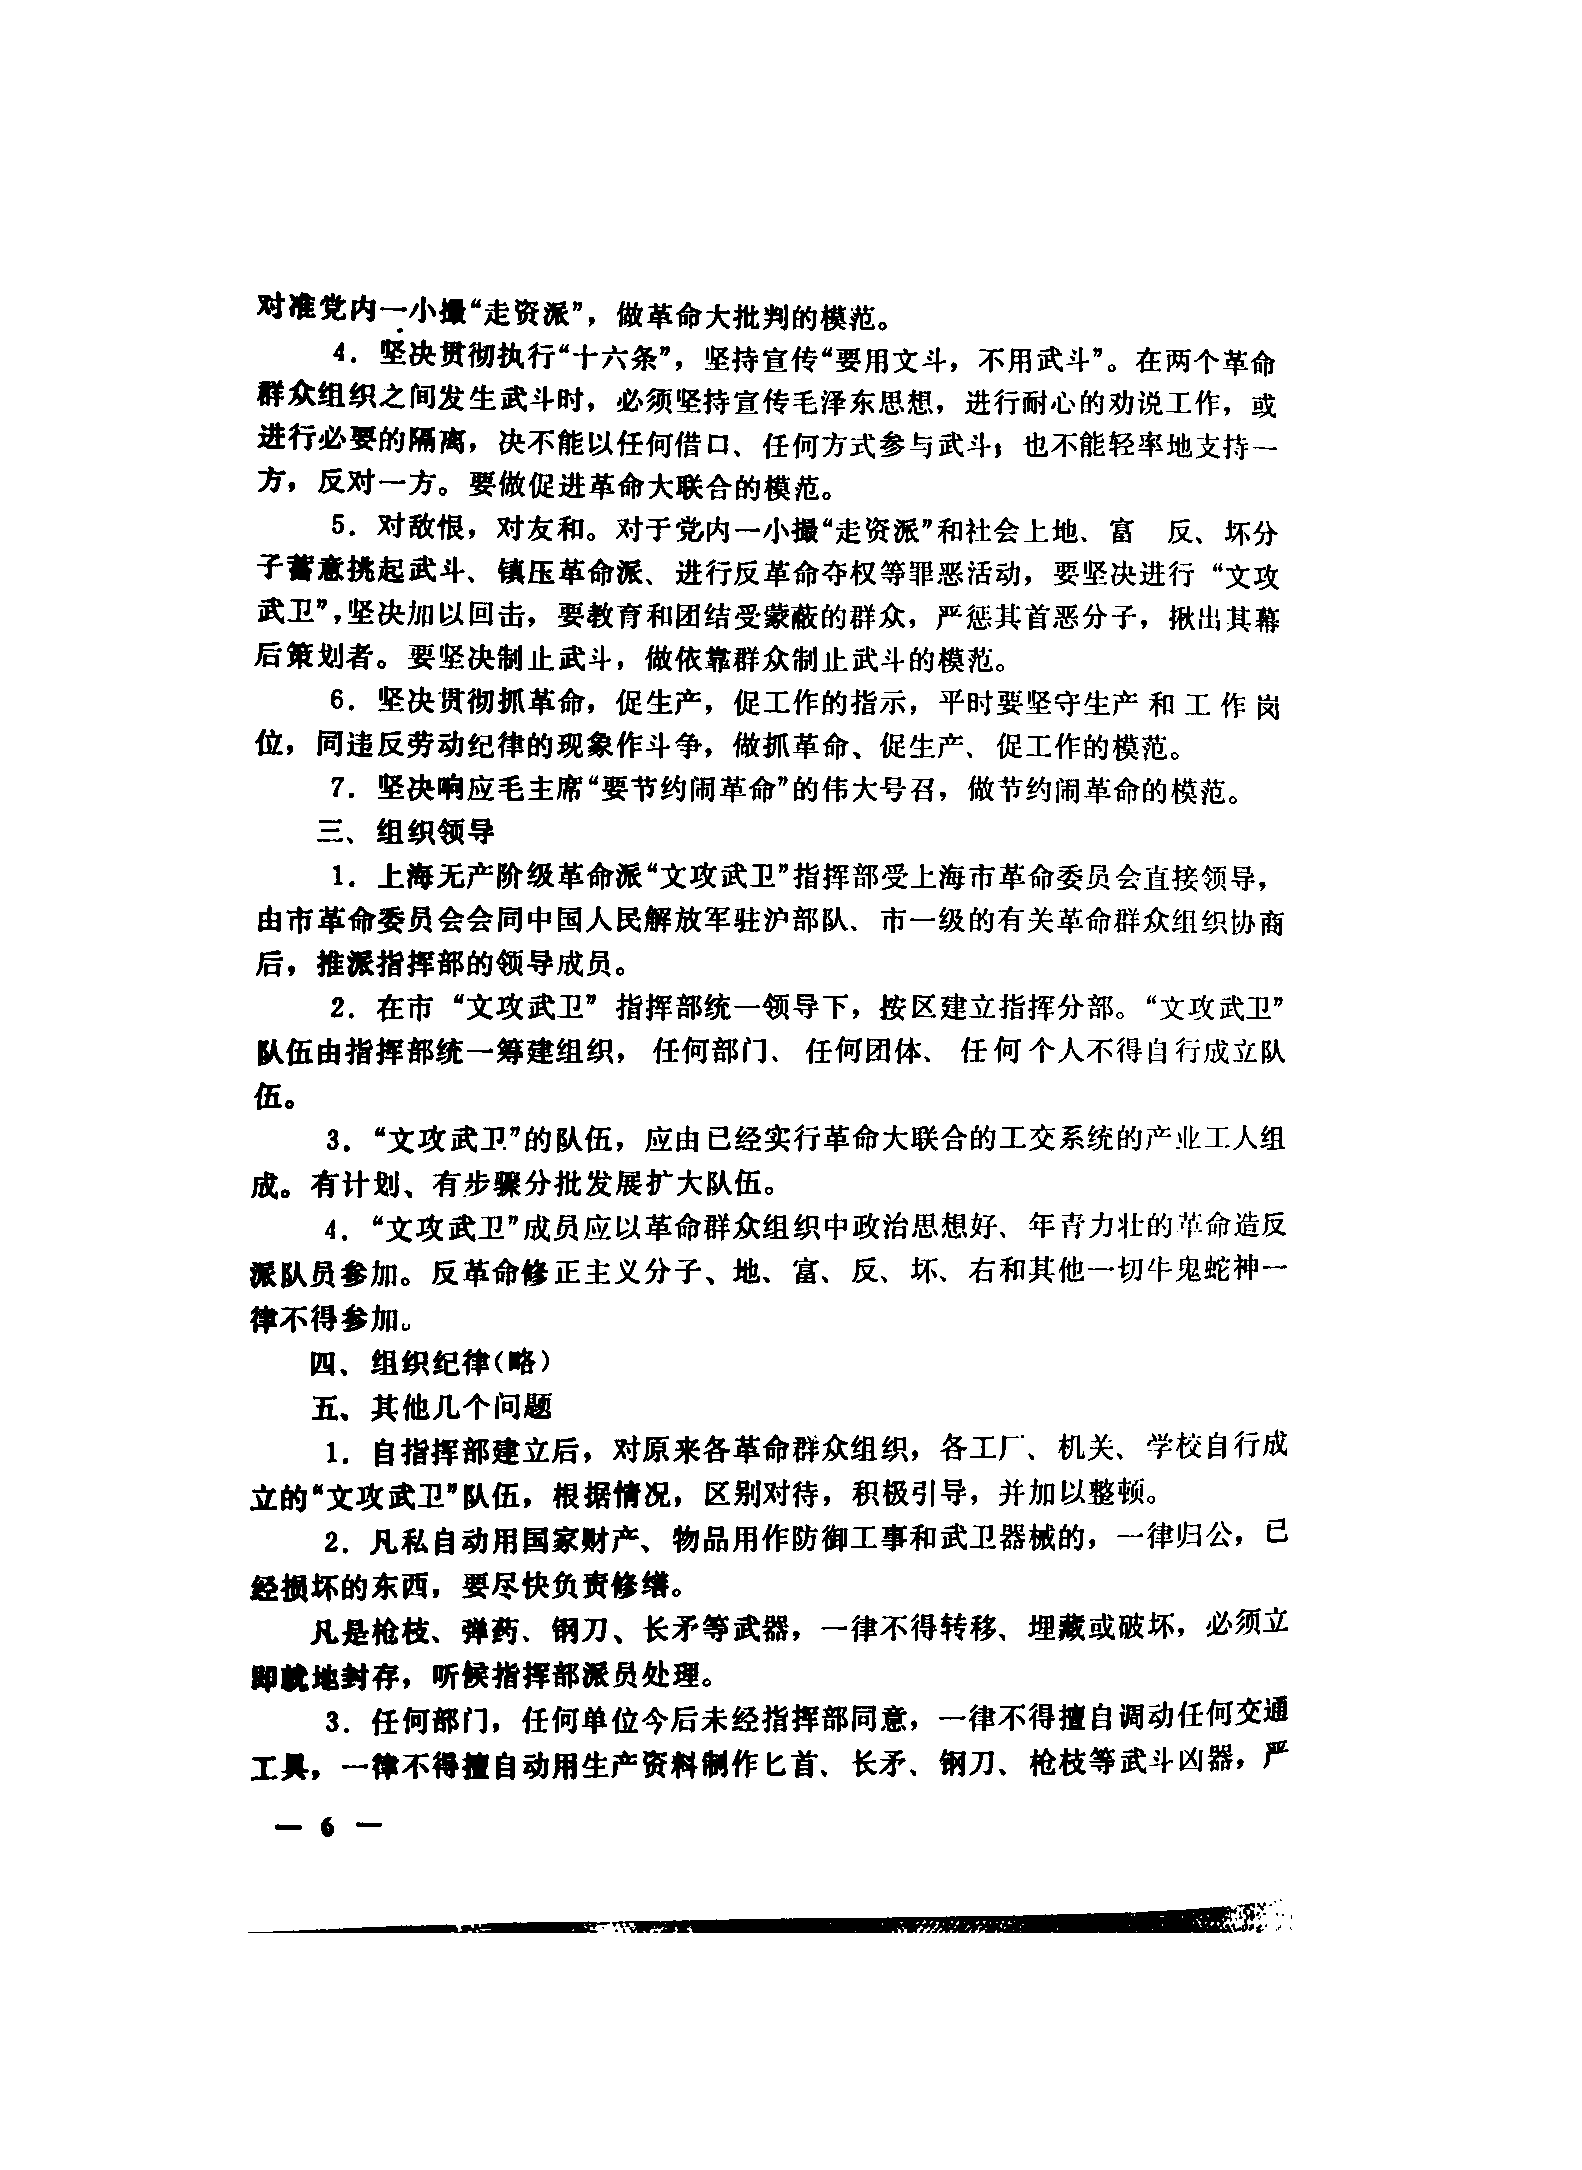 对准党内一小撮“走资派”，做革命大批判的模范。
4．坚决贯彻执行“十六条”，坚持宣传“要用文斗，不用武斗”。在两个革命
群众组织之间发生武斗时，必须坚持宣传毛泽东思想，进行耐心的劝说工作，或
进行必要的隔离，决不能以任何借口、任何方式参与武斗；也不能轻率地支持一
方，反对一方。要做促进革命大联合的模范。
5．对敌恨，对友和。对于党内一小撮“走资派”和社会上地、富　反、坏分
子蓄意挑起武斗、镇压革命派、进行反革命夺权等罪恶活动，要坚决进行“文攻
武卫”，坚决加以回击，要教育和团结受蒙蔽的群众，严惩其首恶分子，揪出其幕
后策划者。要坚决制止武斗，做依靠群众制止武斗的模范。
6．坚决贯彻抓革命，促生产，促工作的指示，平时要坚守生产和工作岗
位，同违反劳动纪律的现象作斗争，做抓革命、促生产、促工作的模范。
7．坚决响应毛主席“要节约闹革命”的伟大号召，做节约闹革命的模范。
三、组织领导
1．上海无产阶级革命派“文攻武卫”指挥部受上海市革命委员会直接领导，
由市革命委员会会同中国人民解放军驻沪部队、市一级的有关革命群众组织协商
后，推派指挥部的领导成员。
2．在市“文攻武卫”指挥部统一领导下，按区建立指挥分部。“文攻武卫”
队伍由指挥部统一筹建组织，任何部门、任何团体、任何个人不得自行成立队
伍。
3．“文攻武卫”的队伍，应由已经实行革命大联合的工交系统的产业工人组
成。有计划、有步骤分批发展扩大队伍。
4．“文攻武卫”成员应以革命群众组织中政治思想好、年青力壮的革命造反
派队员参加。反革命修正主义分子、地、富、反、坏、右和其他一切牛鬼蛇神一
律不得参加。
四、组织纪律（略）
五、其他几个问题
1．自指挥部建立后，对原来各革命群众组织，各工厂、机关、学校自行成
立的“文攻武卫”队伍，根据情况，区别对待，积极引导，并加以整顿。
2．凡私自动用国家财产、物品用作防御工事和武卫器械的，一律归公，已
经损坏的东西，要尽快负责修缮。
凡是枪枝、弹药、钢刀、长矛等武器，一律不得转移、埋藏或破坏，必须立
即就地封存，听候指挥部派员处理。
3．任何部门，任何单位今后未经指挥部同意，一律不得擅自调动任何交通
工具，一律不得擅自动用生产资料制作匕首、长矛、钢刀、枪枝等武斗凶器，严
— 6 —